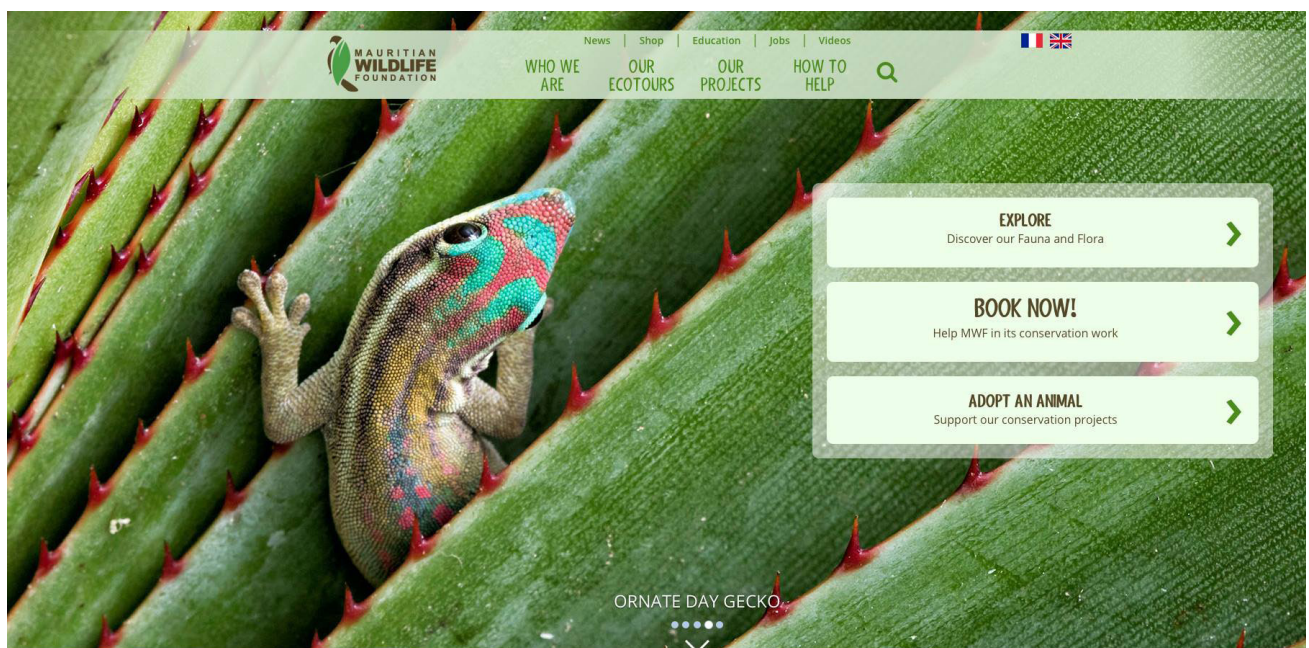 MAURITIAN
WILDLIFE
FOUNDATION
News | Shop | Education | Jobs | Videos
WHO WE
ARE
OUR
ECOTOURS
OUR
PROJECTS
HOW TO
HELP
EXPLORE
Discover our Fauna and Flora
BOOK NOW!
Help MWF in its conservation work
ADOPT AN ANIMAL
Support our conservation projects
ORNATE DAY GECKO